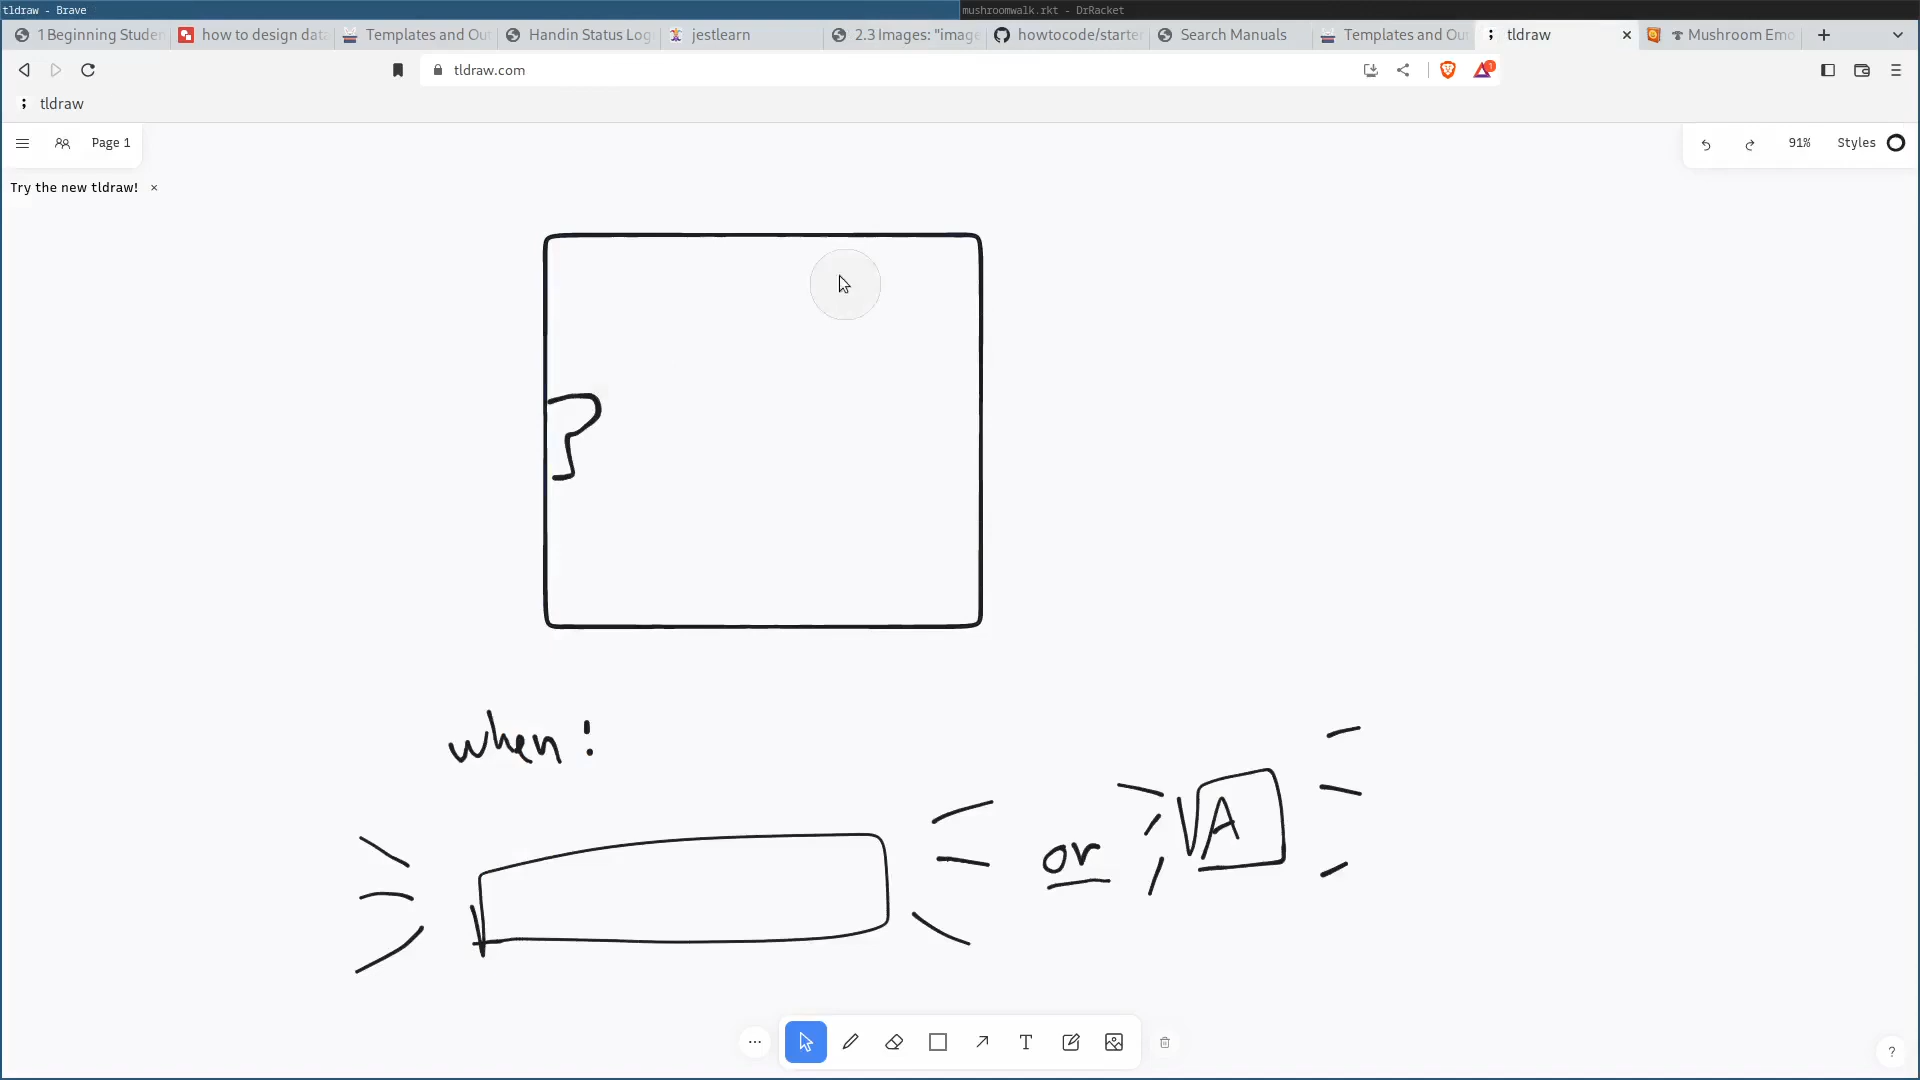 tldraw - Brave
mushroomwalk.rkt - DrRacket
1 Beginning Studen
how to design dat
Templates and Out
Handin Status Log
jestlearn
2.3 Images: "image
howtocode/starter
Search Manuals
Templates and Out
tldraw
Mushroom Emo
tldraw.com
tldraw
Page 1
91%
Styles
Try the new tldraw!
when :
or
A
T
?